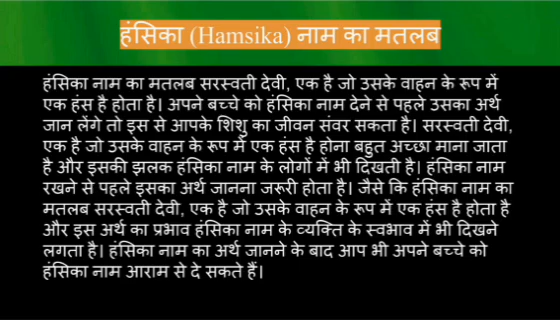 हंसिका (Hamsika) नाम का मतलब
हंसिका नाम का मतलब सरस्वती देवी, एक है जो उसके वाहन के रूप में
एक हंस है होता है। अपने बच्चे को हंसिका नाम देने से पहले उसका अर्थ
जान लेंगे तो इस से आपके शिशु का जीवन संवर सकता है। सरस्वती देवी,
एक है जो उसके वाहन के रूप में एक हंस है होना बहुत अच्छा माना जाता
है और इसकी झलक हंसिका नाम के लोगों में भी दिखती है। हंसिका नाम
रखने से पहले इसका अर्थ जानना जरूरी होता है। जैसे कि हंसिका नाम का
मतलब सरस्वती देवी, एक है जो उसके वाहन के रूप में एक हंस है होता है
और इस अर्थ का प्रभाव हंसिका नाम के व्यक्ति के स्वभाव में भी दिखने
लगता है। हंसिका नाम का अर्थ जानने के बाद आप भी अपने बच्चे को
हंसिका नाम आराम से दे सकते हैं।